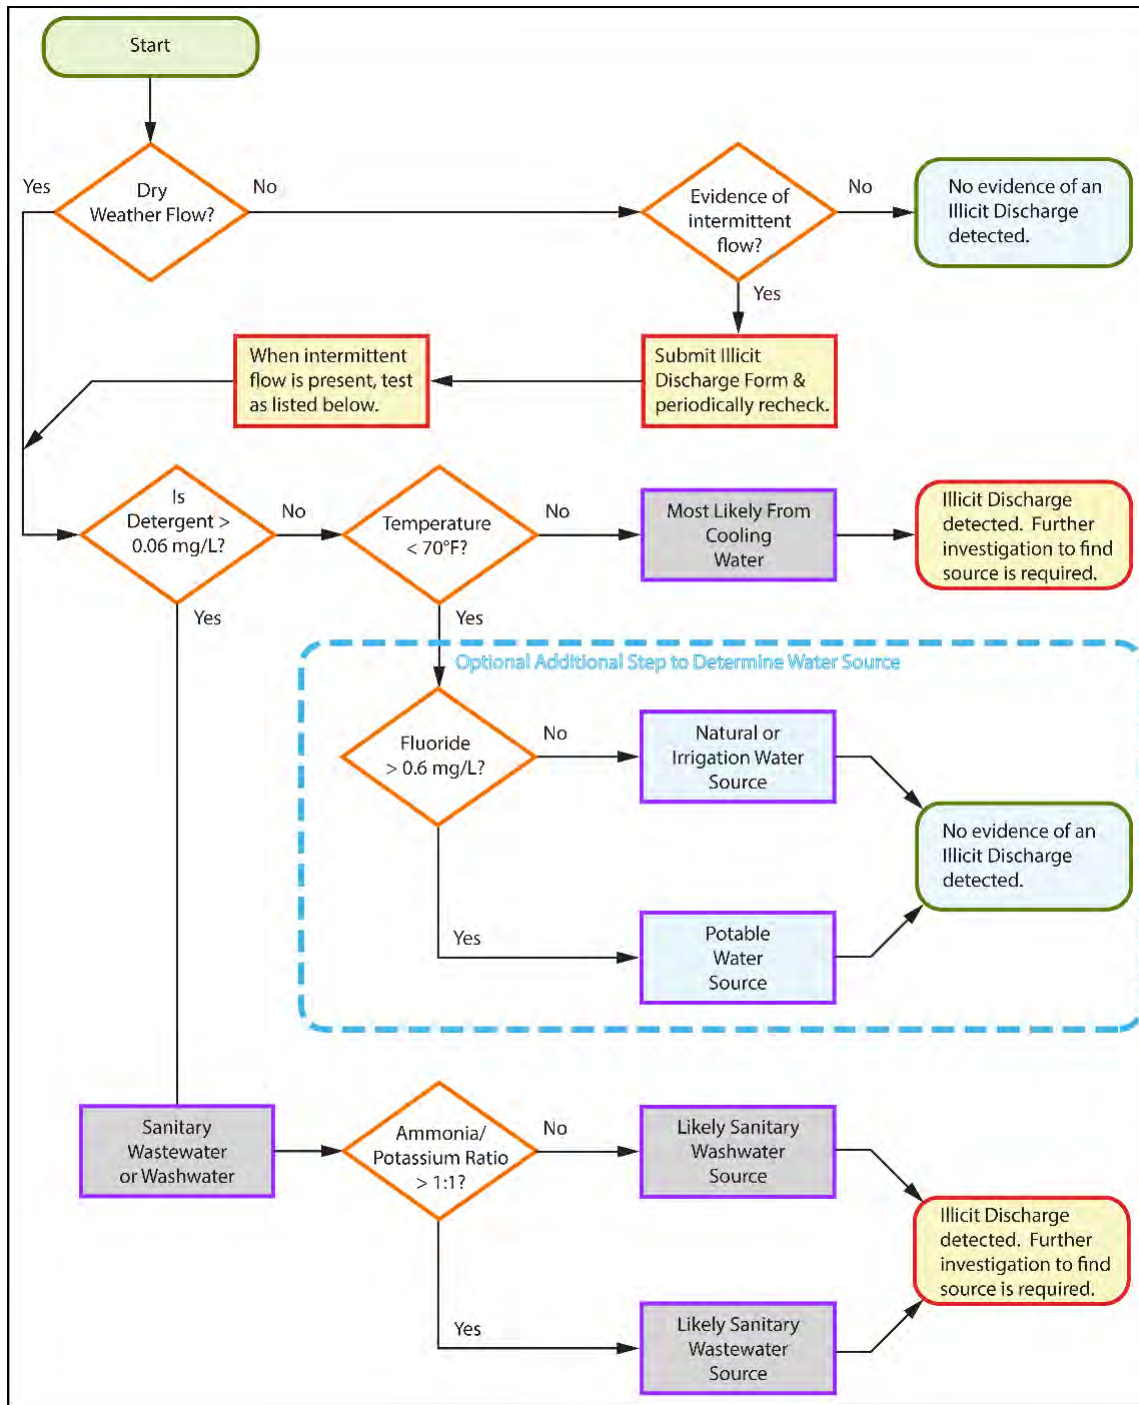 Start
Yes
Dry
Weather Flow?
No
Evidence of
intermittent
flow?
No
No evidence of an
Illicit Discharge
detected.
Yes
When intermittent
flow is present, test
as listed below.
Submit Illicit
Discharge Form &
periodically recheck.
Is
Detergent >
0.06 mg/L?
No
Temperature
< 70°F?
No
Most Likely From
Cooling
Water
Illicit Discharge
detected. Further
investigation to find
source is required.
Yes
Yes
Optional Additional Step to Determine Water Source
Fluoride
> 0.6 mg/L?
No
Natural or
Irrigation Water
Source
No evidence of an
Illicit Discharge
detected.
Yes
Potable
Water
Source
Sanitary
Wastewater
or Washwater
Ammonia/
Potassium Ratio
> 1:1?
No
Likely Sanitary
Washwater
Source
Illicit Discharge
detected. Further
investigation to find
source is required.
Yes
Likely Sanitary
Wastewater
Source